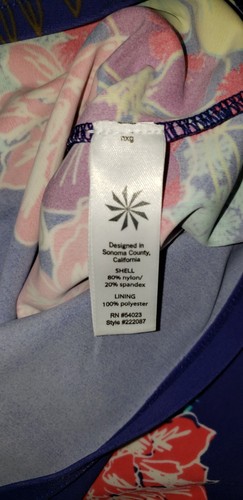 Designed in
Sonoma County,
California
SHELL
80% nylon/
20% spandex
LINING
100% polyester
RN #54023
Style #222087